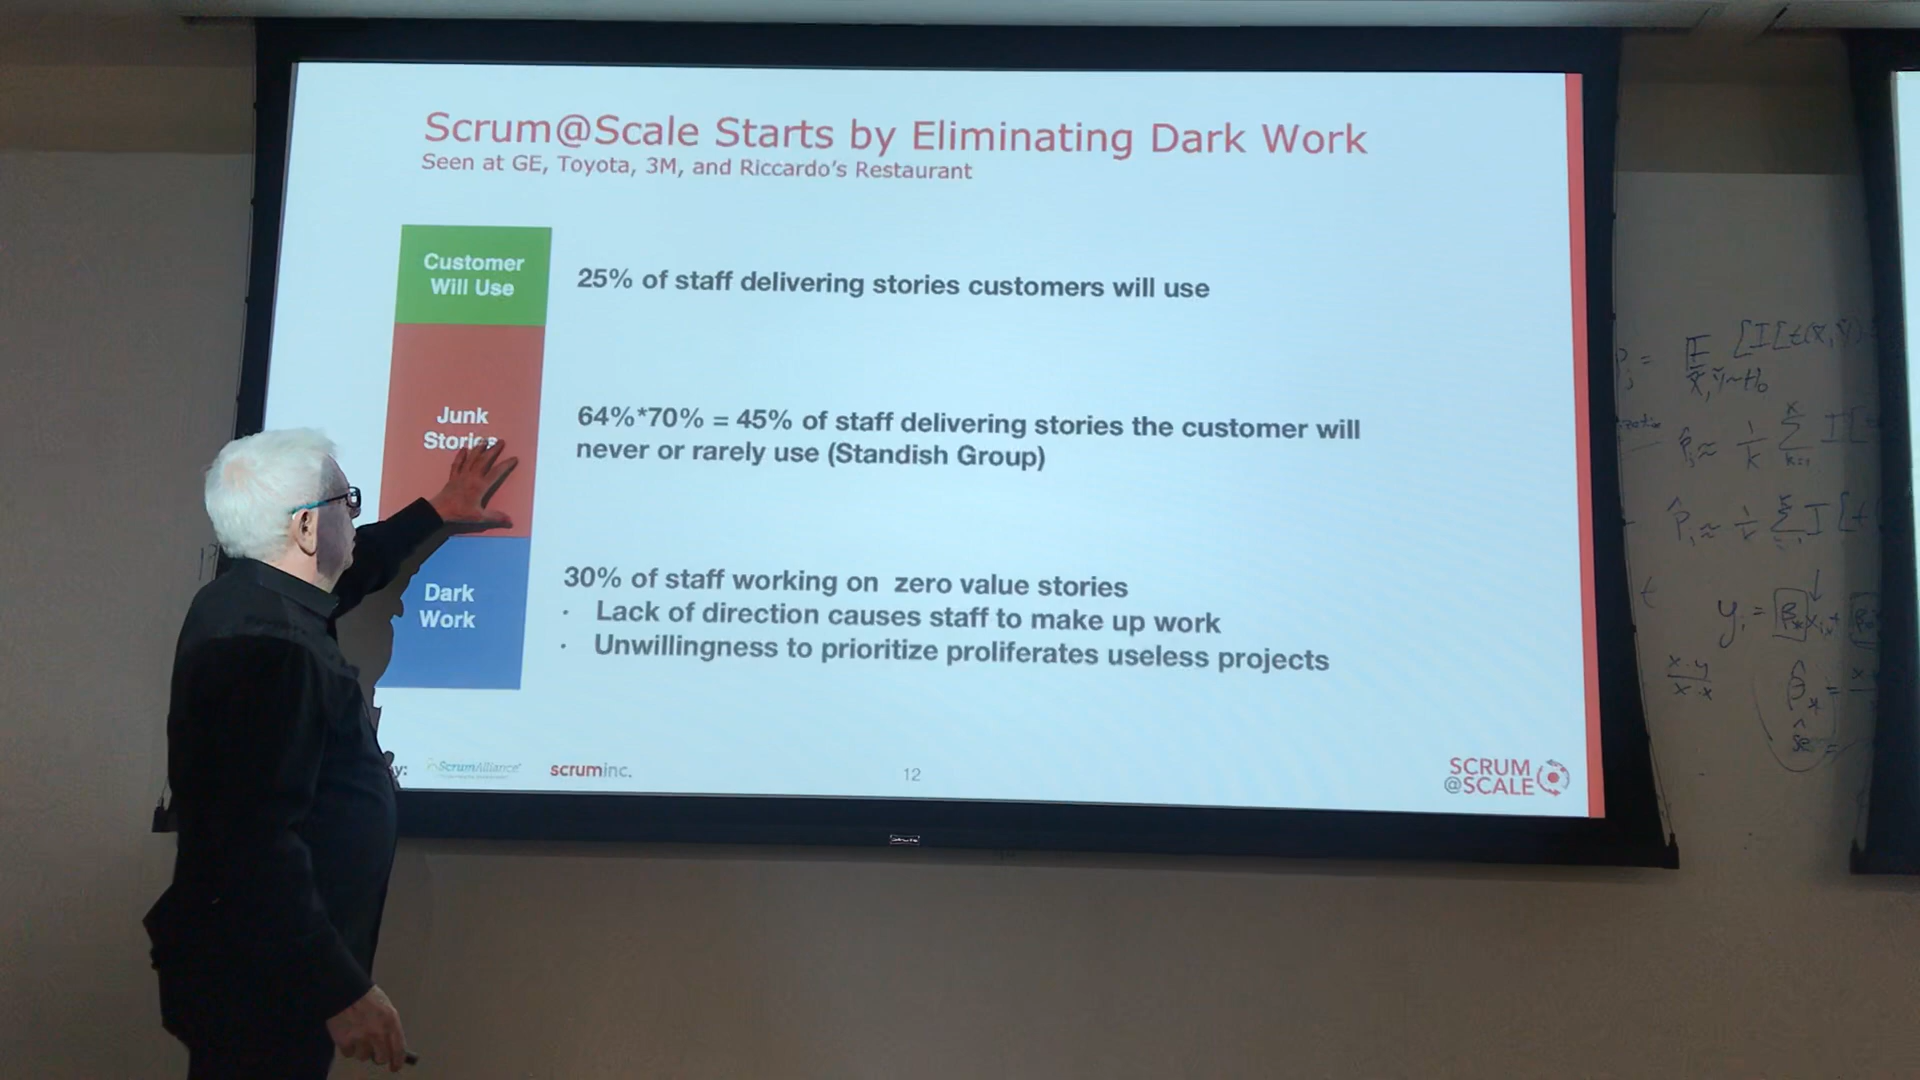 Scrum@Scale Starts by Eliminating Dark Work
Seen at GE, Toyota, 3M, and Riccardo's Restaurant
Customer
Will Use
25% of staff delivering stories customers will use
Junk
Stories
64%*70% = 45% of staff delivering stories the customer will
never or rarely use (Standish Group)
Dark
Work
30% of staff working on zero value stories
· Lack of direction causes staff to make up work
· Unwillingness to prioritize proliferates useless projects
y:
ScrumAlliance
scruminc.
12
SCRUM
@SCALE
x·y
x·x